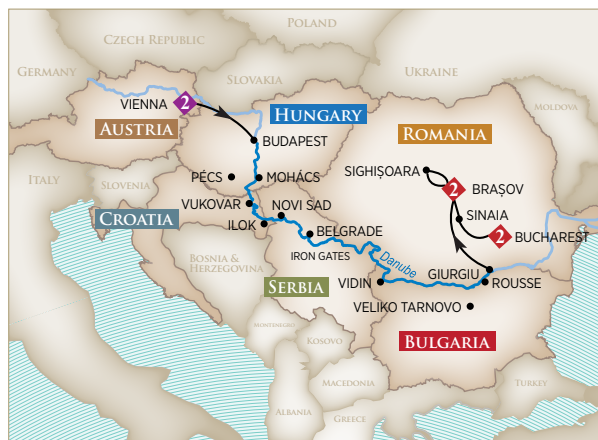 POLAND
CZECH REPUBLIC
GERMANY
SLOVAKIA
UKRAINE
VIENNA
2
AUSTRIA
HUNGARY
MOLDOVA
BUDAPEST
ROMANIA
ITALY
SLOVENIA
PÉCS
MOHÁCS
SIGHIȘOARA
2
BRAȘOV
VUKOVAR
NOVI SAD
CROATIA
ILOK
SINAIA
BELGRADE
2
BUCHAREST
BOSNIA &
HERZEGOVINA
IRON GATES
Danube
GIURGIU
SERBIA
VIDIN
ROUSSE
VELIKO TARNOVO
MONTENEGRO
KOSOVO
BULGARIA
MACEDONIA
TURKEY
ALBANIA
GREECE